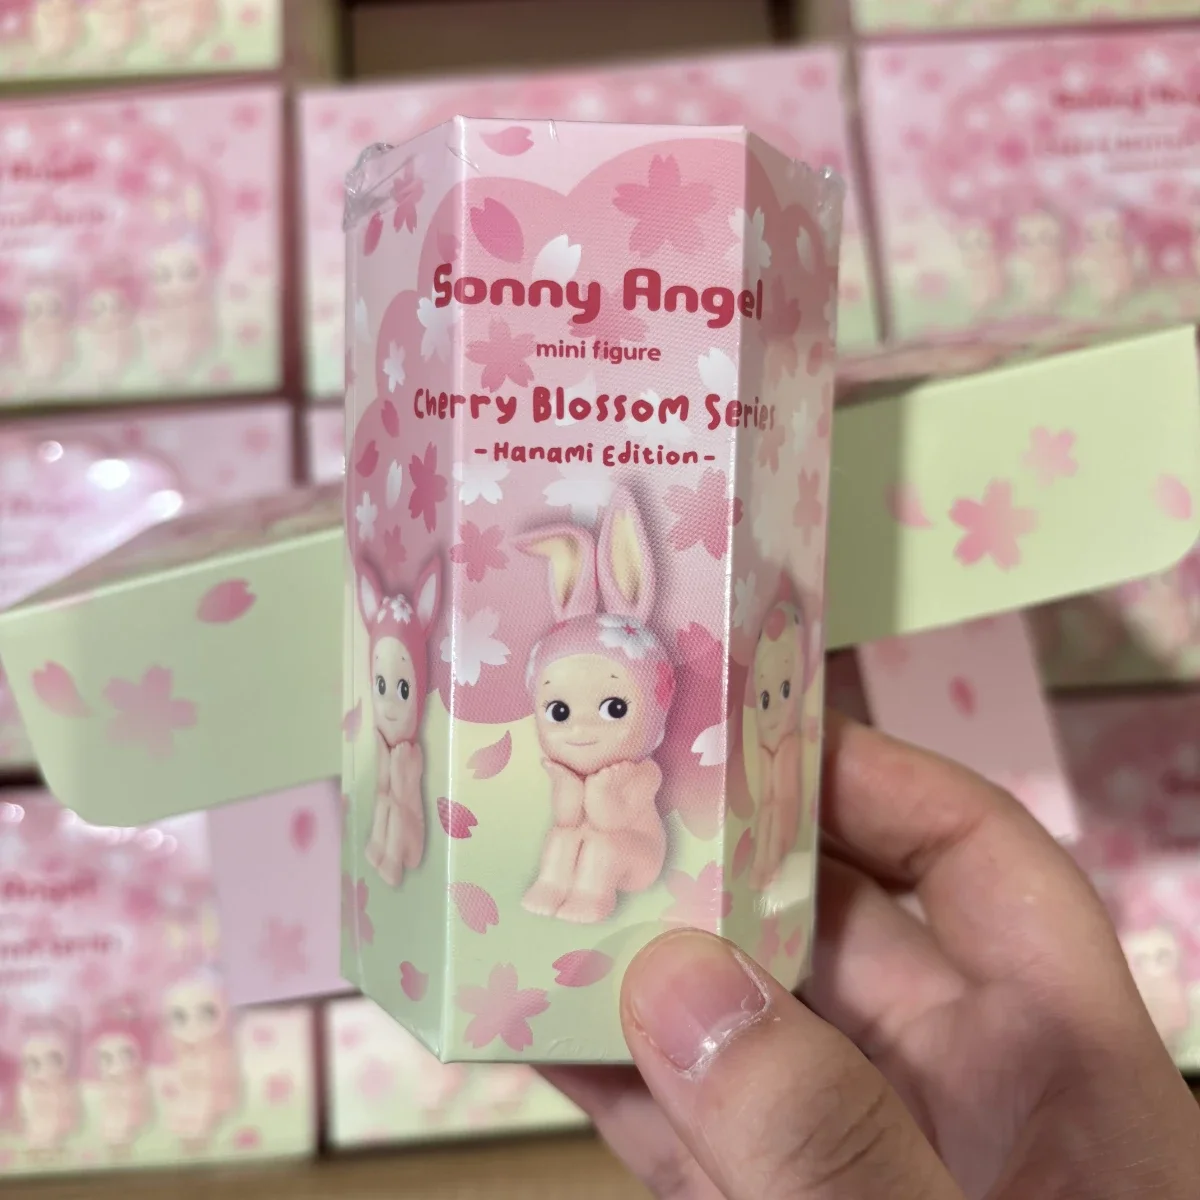 Sonny Angel
mini figure
Cherry Blossom Series
-Hanami Edition-